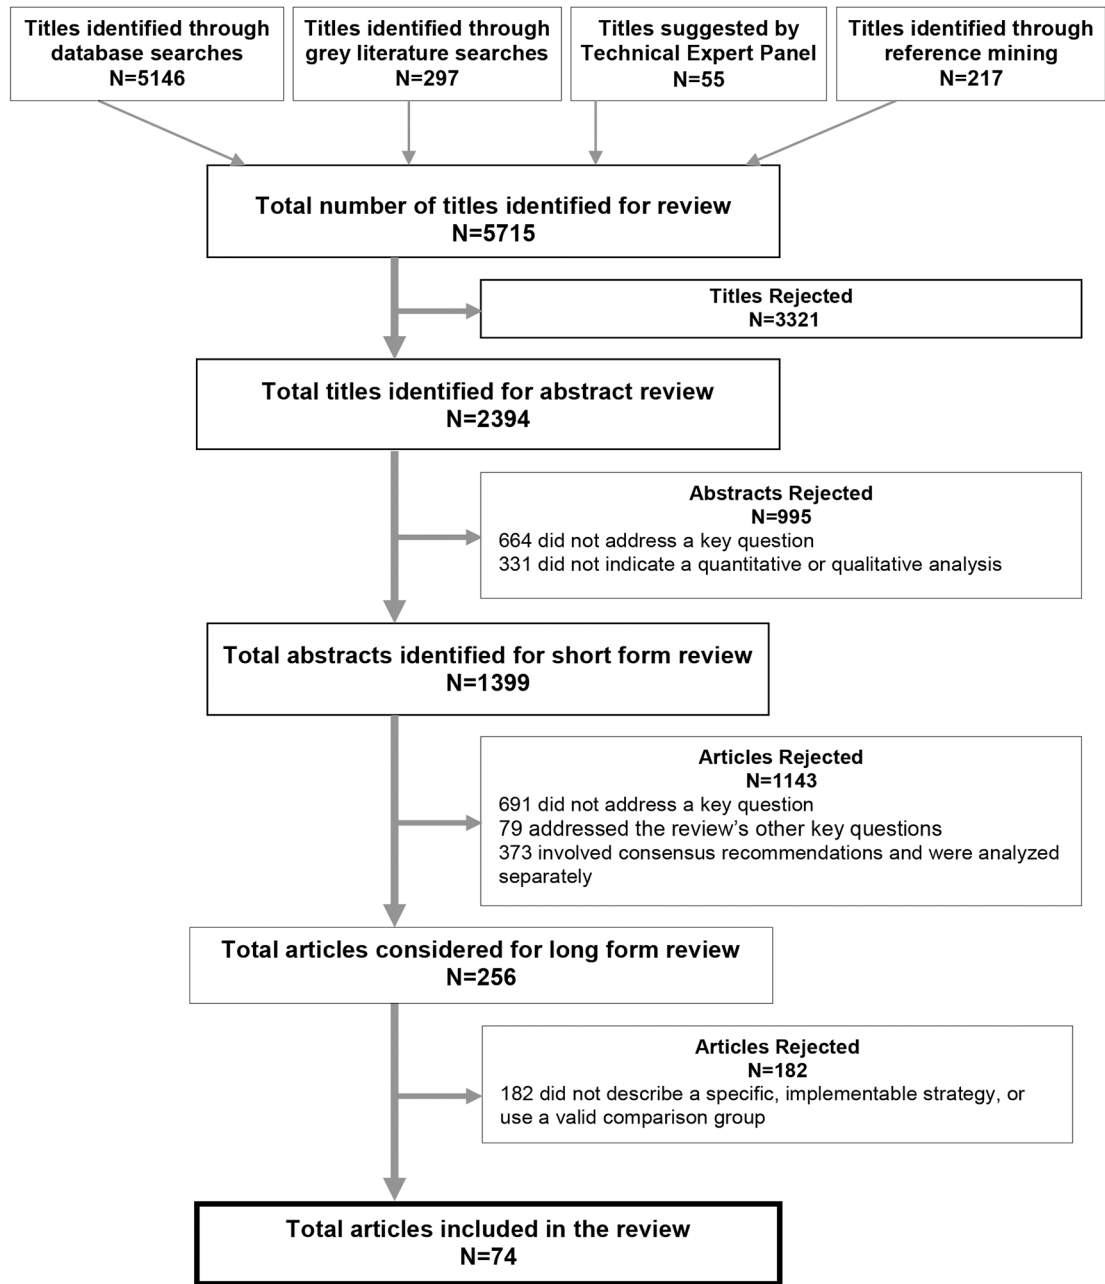 Titles identified through
database searches
N=5146
Titles identified through
grey literature searches
N=297
Titles suggested by
Technical Expert Panel
N=55
Titles identified through
reference mining
N=217
Total number of titles identified for review
N=5715
Titles Rejected
N=3321
Total titles identified for abstract review
N=2394
Abstracts Rejected
N=995
664 did not address a key question
331 did not indicate a quantitative or qualitative analysis
Total abstracts identified for short form review
N=1399
Articles Rejected
N=1143
691 did not address a key question
79 addressed the review’s other key questions
373 involved consensus recommendations and were analyzed
separately
Total articles considered for long form review
N=256
Articles Rejected
N=182
182 did not describe a specific, implementable strategy, or
use a valid comparison group
Total articles included in the review
N=74